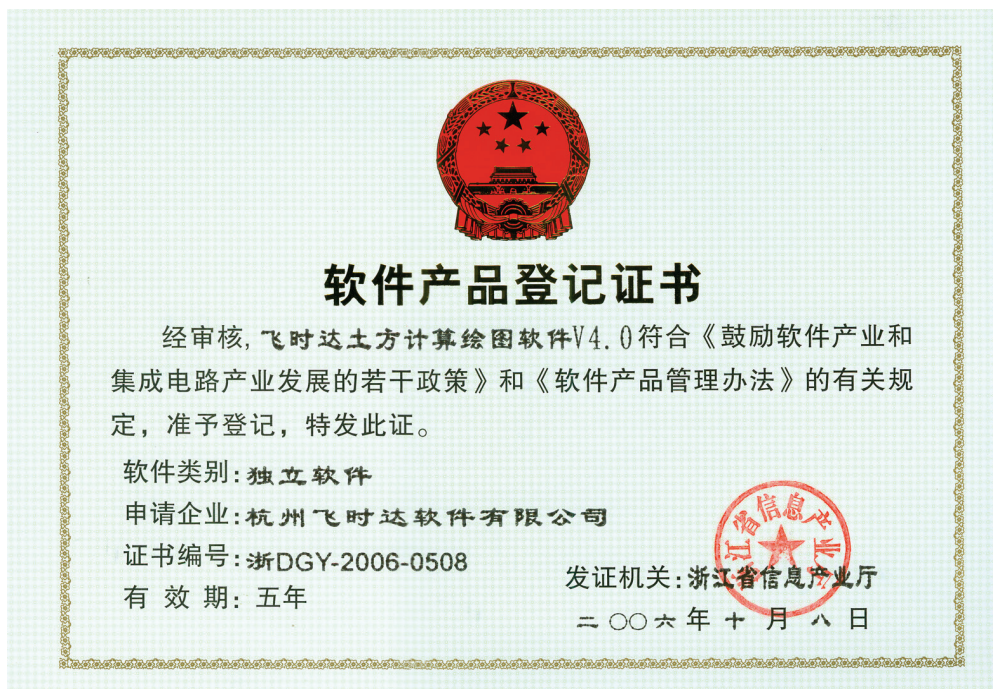 软件产品登记证书
经审核,飞时达土方计算绘图软件V4.0符合《鼓励软件产业和
集成电路产业发展的若干政策》和《软件产品管理办法》的有关规
定，准予登记，特发此证。
软件类别:独立软件
申请企业:杭州飞时达软件有限公司
证书编号:浙DGY-2006-0508
有 效 期: 五年
浙江省信息产业厅
发证机关:浙江省信息产业厅
二〇〇六年十月八日